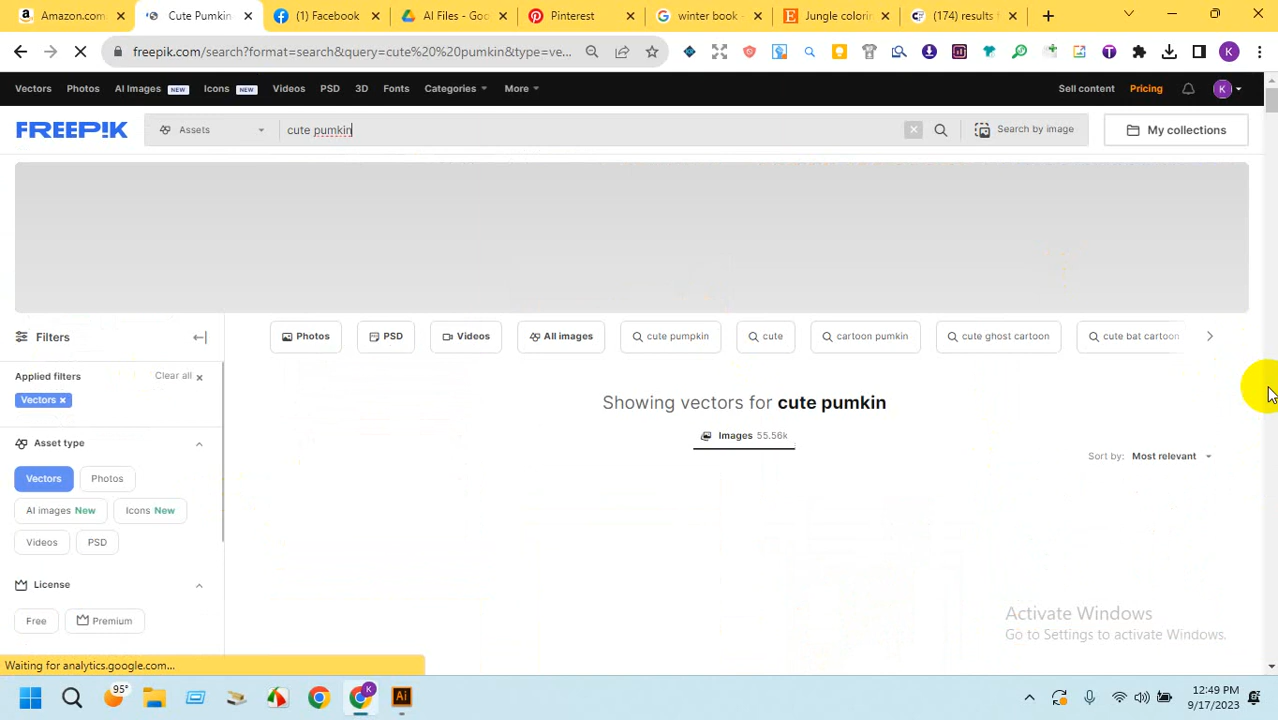 Amazon.com.
Cute Pumkin
(1) Facebook
AI Files - Goo
Pinterest
winter book -
Jungle colorin
(174) results f
freepik.com/search?format=search&query=cute%20%20pumkin&type=ve...
K
Vectors Photos AI Images NEW Icons NEW Videos PSD 3D Fonts Categories More Sell content Pricing K
FREEPIK Assets cute pumkin Search by image My collections
Filters Photos PSD Videos All images cute pumpkin cute cartoon pumkin cute ghost cartoon cute bat cartoon
Applied filters Clear all
Vectors
Showing vectors for cute pumkin
Images 55.56k
Asset type
Sort by: Most relevant
Vectors Photos
AI images New Icons New
Videos PSD
License
Free Premium
Activate Windows
Go to Settings to activate Windows.
Waiting for analytics.google.com...
95° K Ai
12:49 PM
9/17/2023